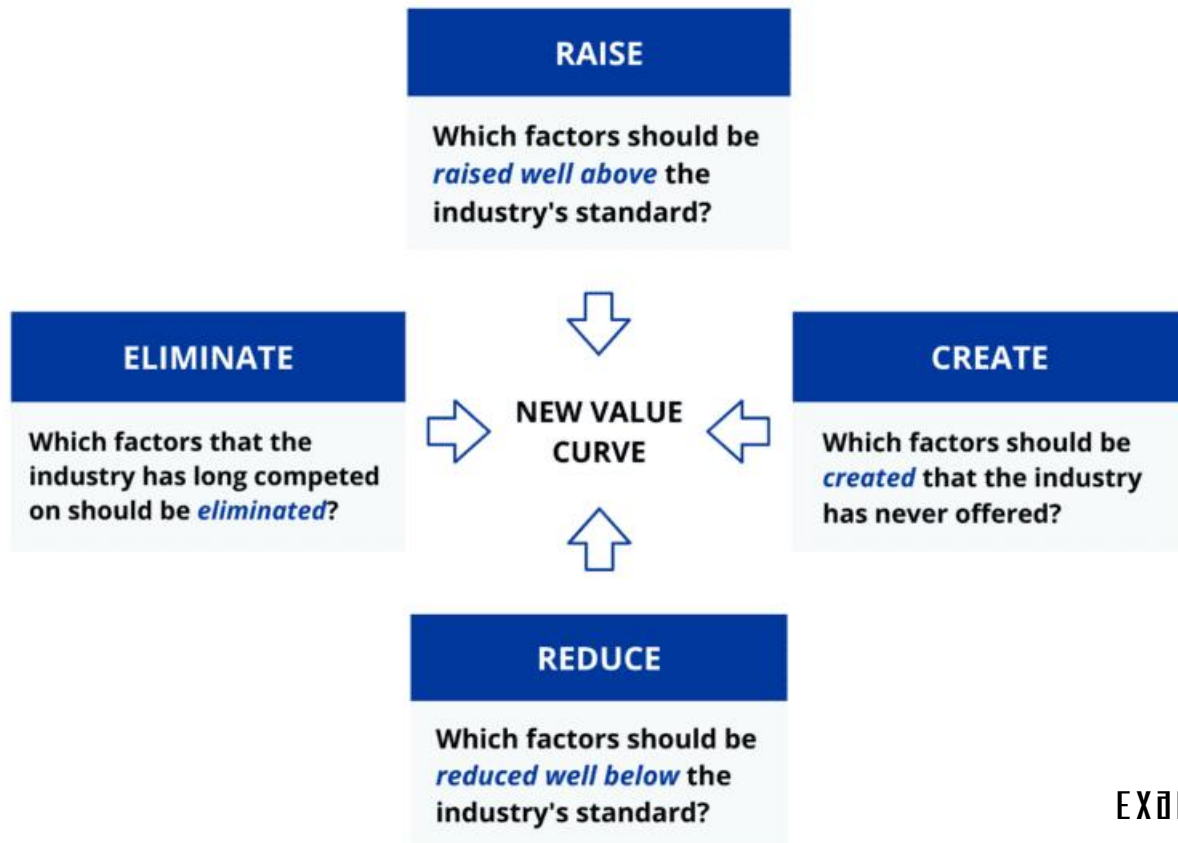 RAISE
Which factors should be
raised well above the
industry's standard?
ELIMINATE
Which factors that the
industry has long competed
on should be eliminated?
NEW VALUE
CURVE
CREATE
Which factors should be
created that the industry
has never offered?
REDUCE
Which factors should be
reduced well below the
industry's standard?